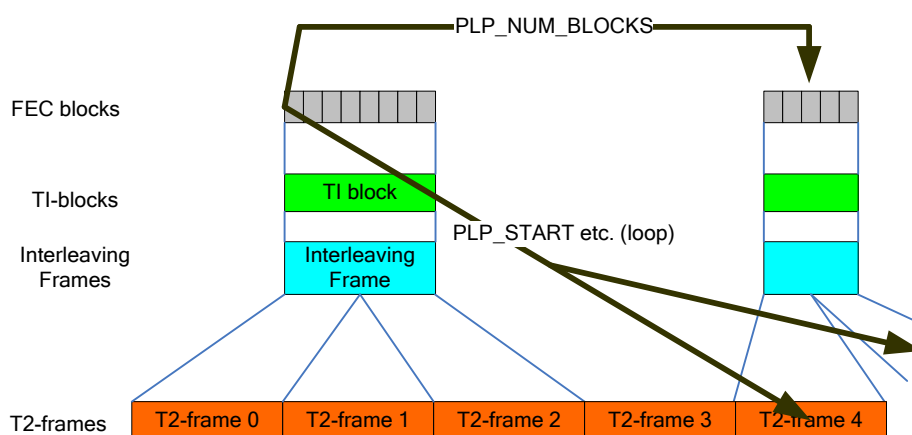 PLP_NUM_BLOCKS
FEC blocks
TI-blocks
TI block
PLP_START etc. (loop)
Interleaving
Frames
Interleaving
Frame
T2-frames
T2-frame 0
T2-frame 1
T2-frame 2
T2-frame 3
T2-frame 4